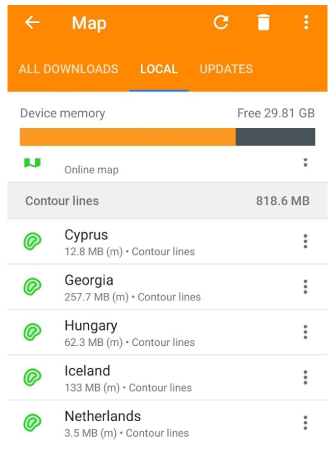 Map
ALL DOWNLOADS LOCAL UPDATES
Device memory Free 29.81 GB
Online map
Contour lines 818.6 MB
Cyprus
12.8 MB (m) • Contour lines
Georgia
257.7 MB (m) • Contour lines
Hungary
62.3 MB (m) • Contour lines
Iceland
133 MB (m) • Contour lines
Netherlands
3.5 MB (m) • Contour lines